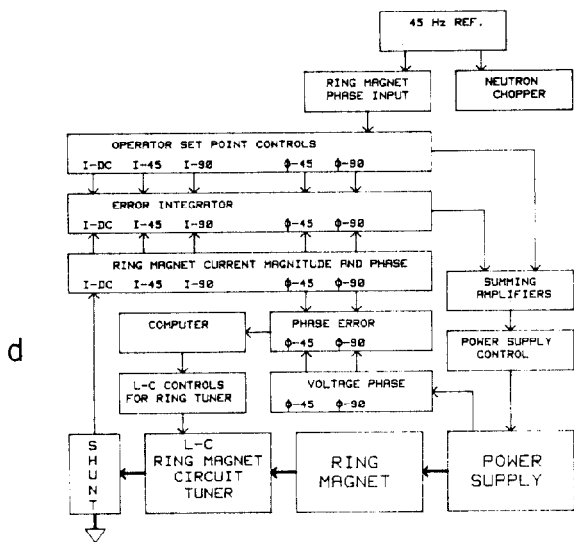 45 Hz REF.
RING MAGNET
PHASE INPUT
NEUTRON
CHOPPER
OPERATOR SET POINT CONTROLS
I-DC I-45 I-90 ϕ-45 ϕ-90
ERROR INTEGRATOR
I-DC I-45 I-90 ϕ-45 ϕ-90
RING MAGNET CURRENT MAGNITUDE AND PHASE
I-DC I-45 I-90 ϕ-45 ϕ-90
SUMMING
AMPLIFIERS
COMPUTER
PHASE ERROR
ϕ-45 ϕ-90
POWER SUPPLY
CONTROL
d
L-C CONTROLS
FOR RING TUNER
VOLTAGE PHASE
ϕ-45 ϕ-90
SHUNT
L-C
RING MAGNET
CIRCUIT
TUNER
RING
MAGNET
POWER
SUPPLY